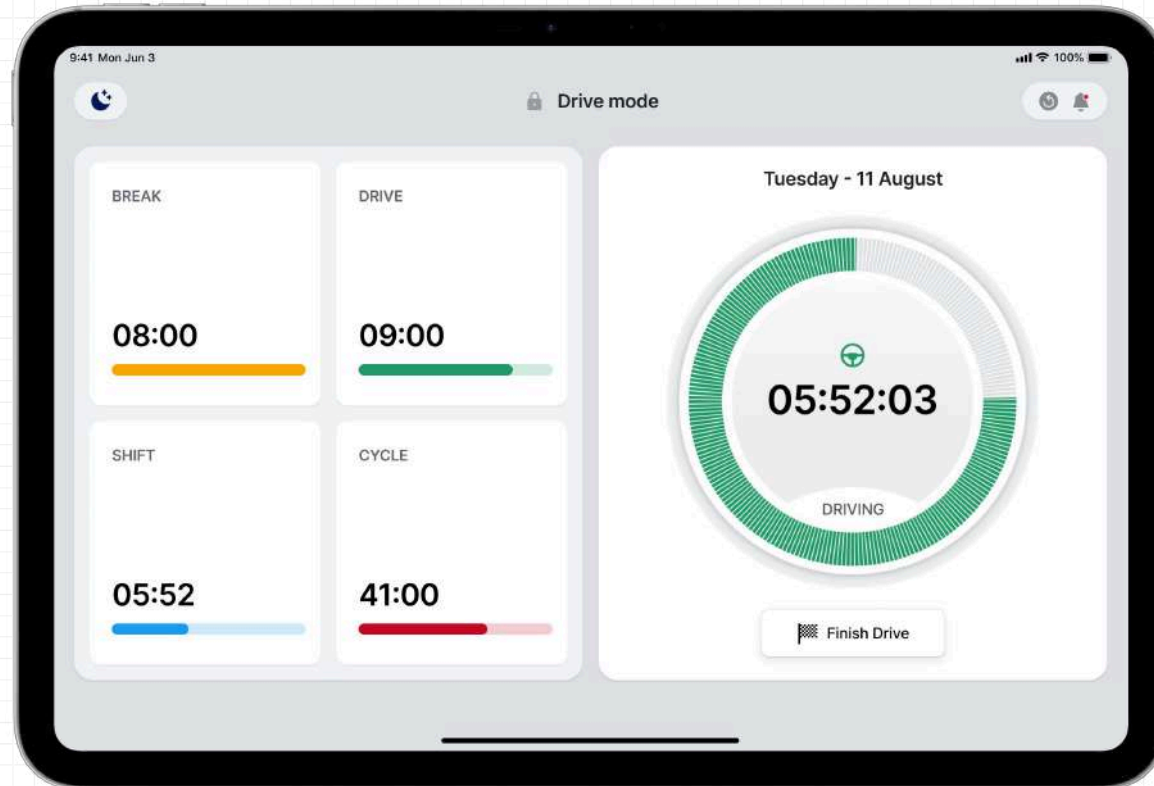 9:41 Mon Jun 3
100%
Drive mode
BREAK
08:00
DRIVE
09:00
SHIFT
05:52
CYCLE
41:00
Tuesday - 11 August
05:52:03
DRIVING
Finish Drive